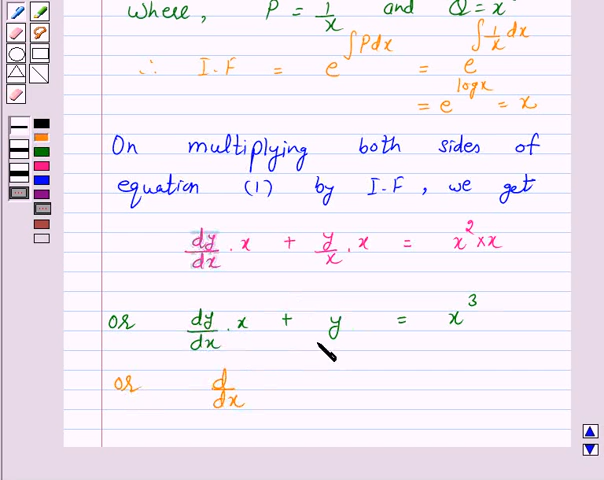 Where, P = 1/x and Q = x
∴ I.F = e^∫Pdx = e^∫1/x dx
= e^logx = x
On multiplying both sides of
equation (1) by I.F, we get
dy/dx . x + y/x . x = x² × x
or dy/dx . x + y = x³
or d/dx